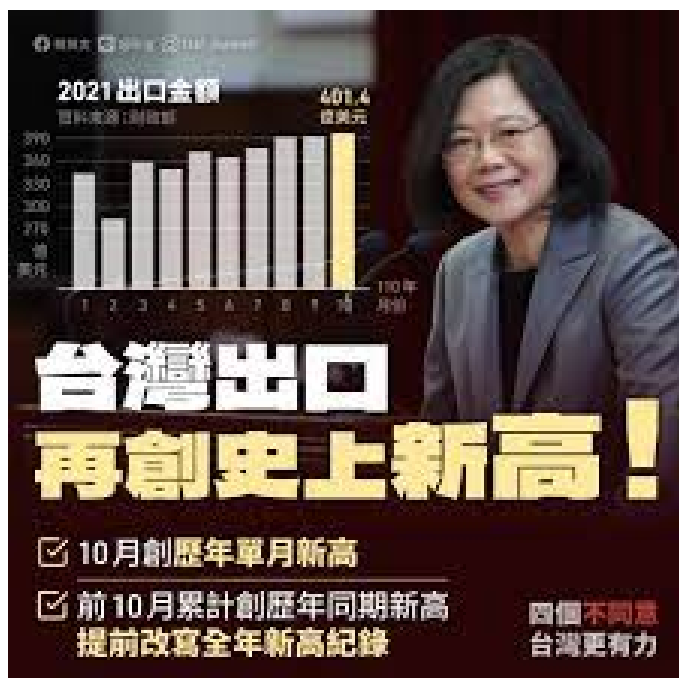 2021出口金額
資料來源:財政部
401.4
億美元
390
360
330
300
270
億
美元
1 2 3 4 5 6 7 8 9 10
110年
月份
台灣出口
再創史上新高!
10月創歷年單月新高
前10月累計創歷年同期新高
提前改寫全年新高紀錄
四個不同意
台灣更有力